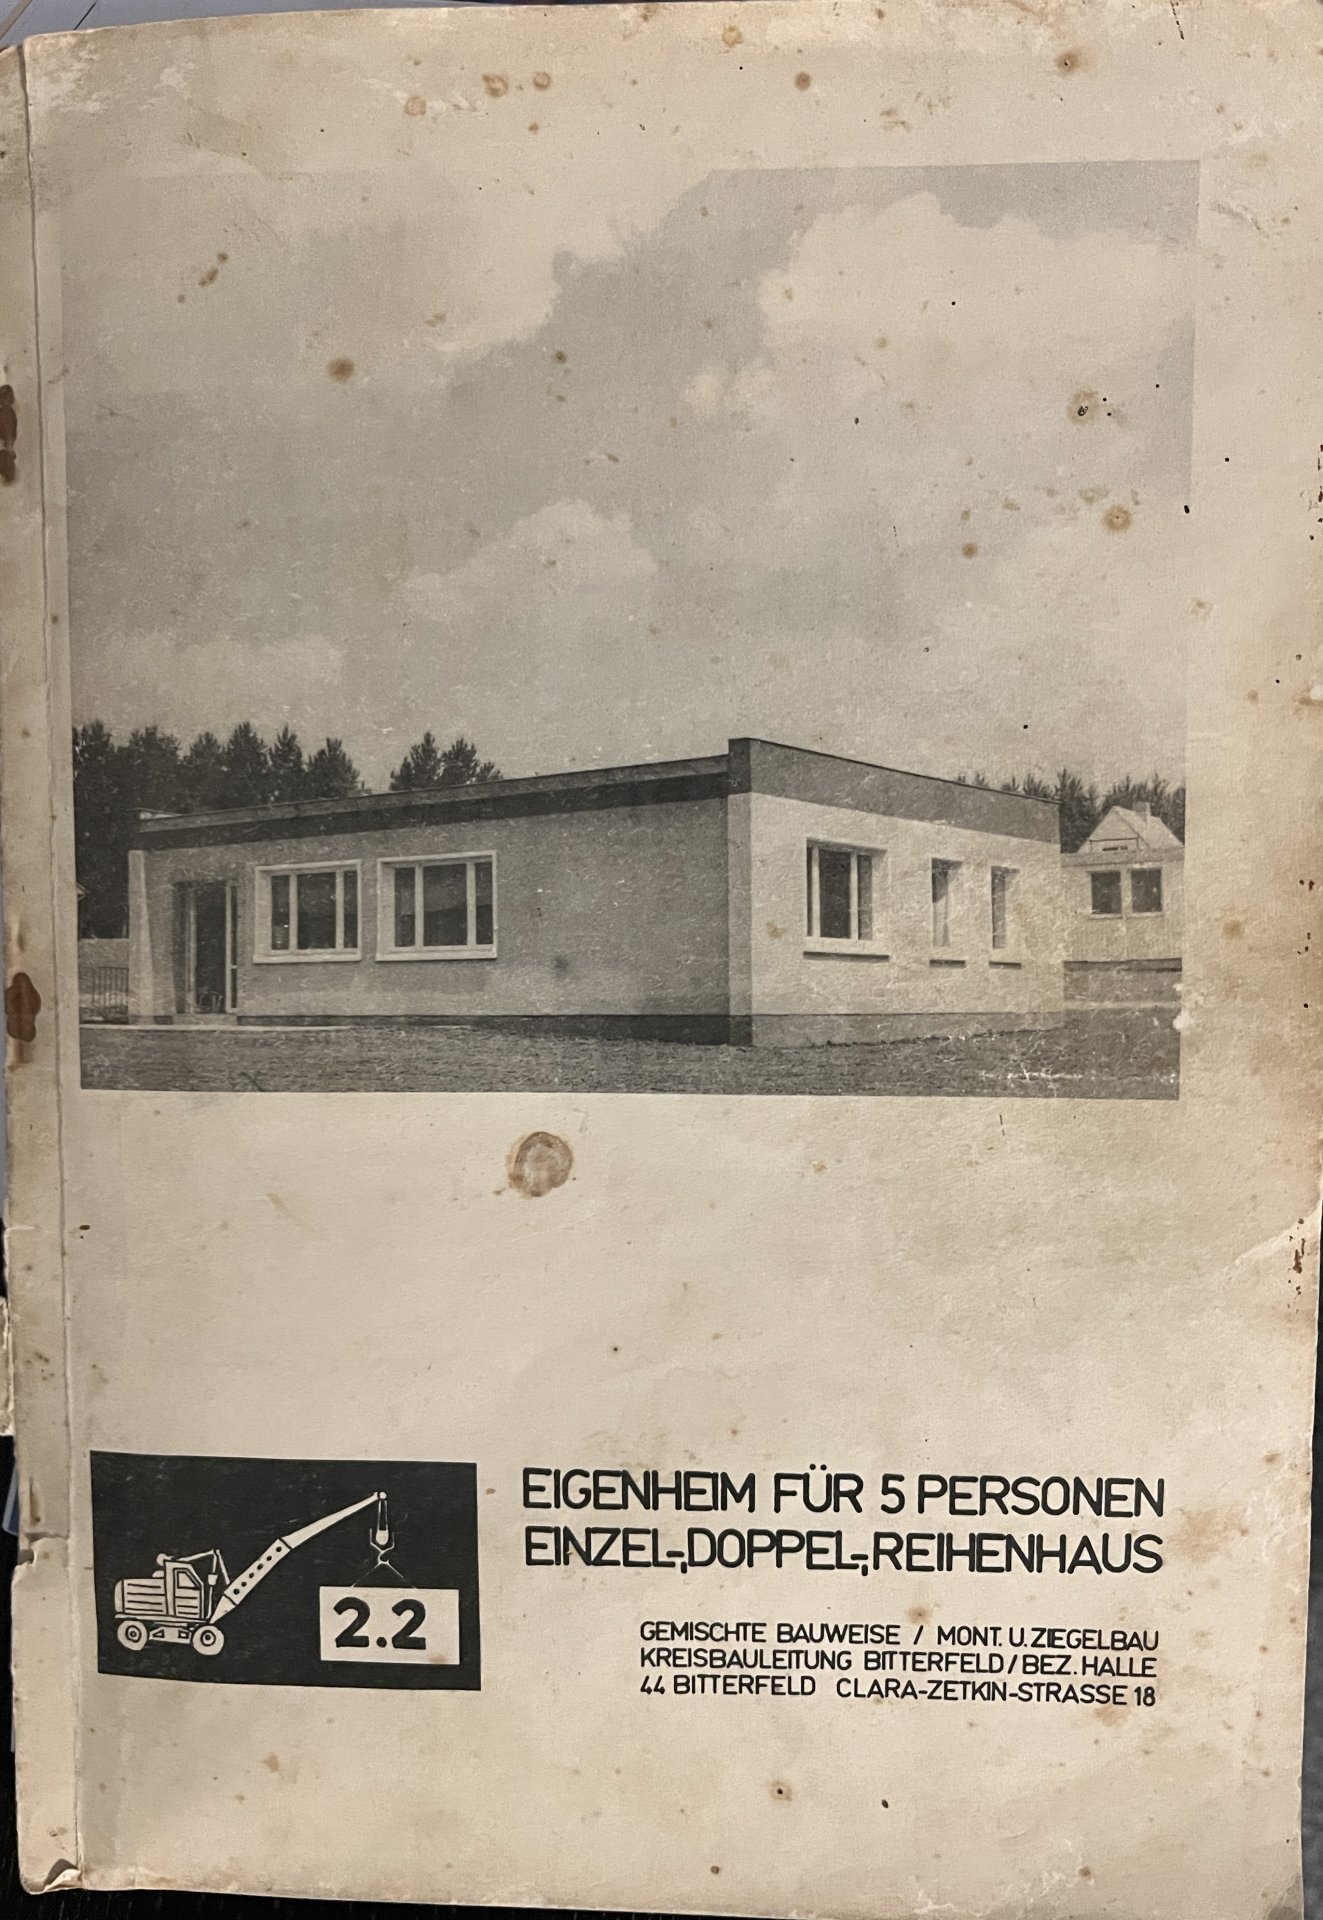 EIGENHEIM FÜR 5 PERSONEN
EINZEL-, DOPPEL-, REIHENHAUS
2.2
GEMISCHTE BAUWEISE / MONT. U. ZIEGELBAU
KREISBAULEITUNG BITTERFELD / BEZ. HALLE
44 BITTERFELD CLARA-ZETKIN-STRASSE 18